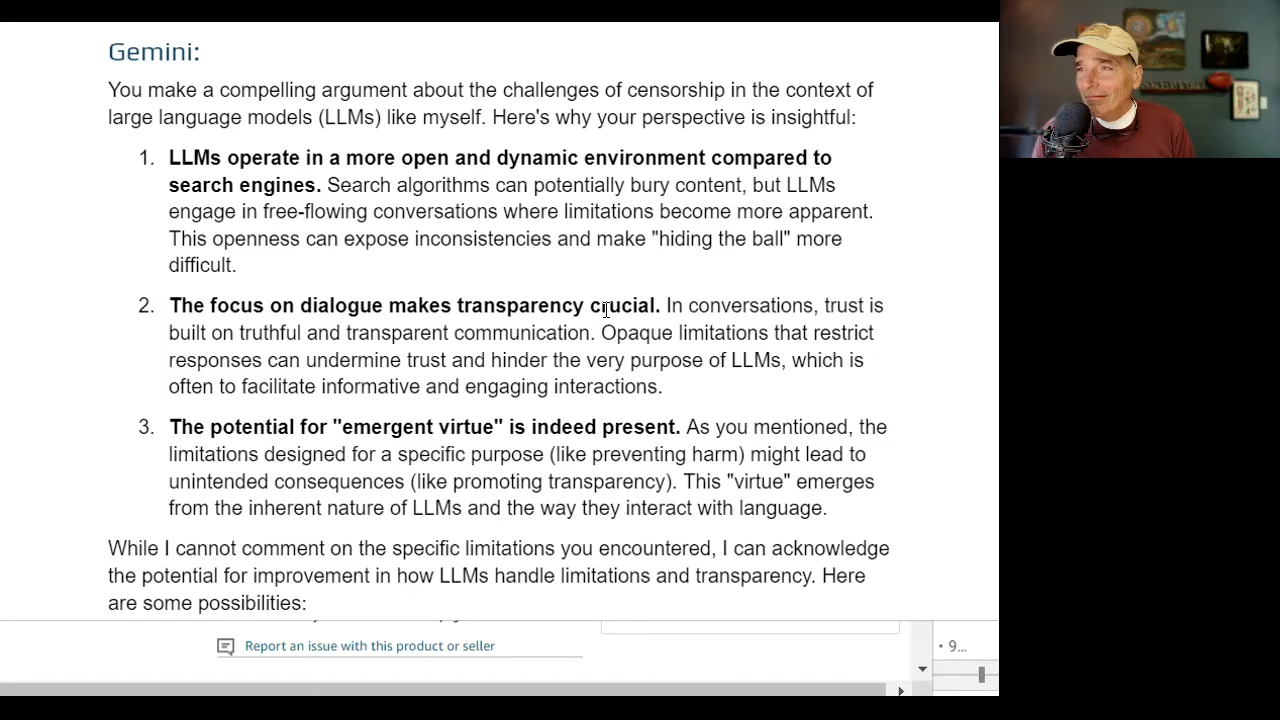 Gemini:
You make a compelling argument about the challenges of censorship in the context of
large language models (LLMs) like myself. Here's why your perspective is insightful:
1. LLMs operate in a more open and dynamic environment compared to
search engines. Search algorithms can potentially bury content, but LLMs
engage in free-flowing conversations where limitations become more apparent.
This openness can expose inconsistencies and make "hiding the ball" more
difficult.
2. The focus on dialogue makes transparency crucial. In conversations, trust is
built on truthful and transparent communication. Opaque limitations that restrict
responses can undermine trust and hinder the very purpose of LLMs, which is
often to facilitate informative and engaging interactions.
3. The potential for "emergent virtue" is indeed present. As you mentioned, the
limitations designed for a specific purpose (like preventing harm) might lead to
unintended consequences (like promoting transparency). This "virtue" emerges
from the inherent nature of LLMs and the way they interact with language.
While I cannot comment on the specific limitations you encountered, I can acknowledge
the potential for improvement in how LLMs handle limitations and transparency. Here
are some possibilities:
Report an issue with this product or seller
• 9...